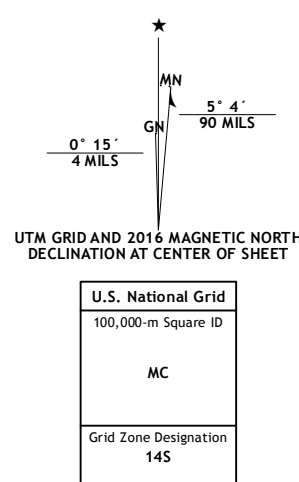 ★
MN
GN
5° 4´
90 MILS
0° 15´
4 MILS
UTM GRID AND 2016 MAGNETIC NORTH
DECLINATION AT CENTER OF SHEET
U.S. National Grid
100,000-m Square ID
MC
Grid Zone Designation
14S